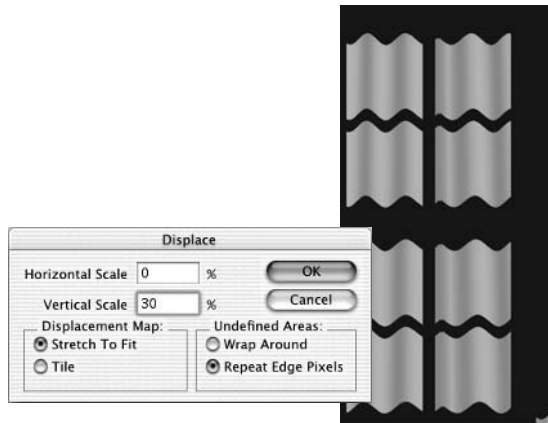 Displace
Horizontal Scale 0 %
OK
Vertical Scale 30 %
Cancel
Displacement Map:
Stretch To Fit
Tile
Undefined Areas:
Wrap Around
Repeat Edge Pixels